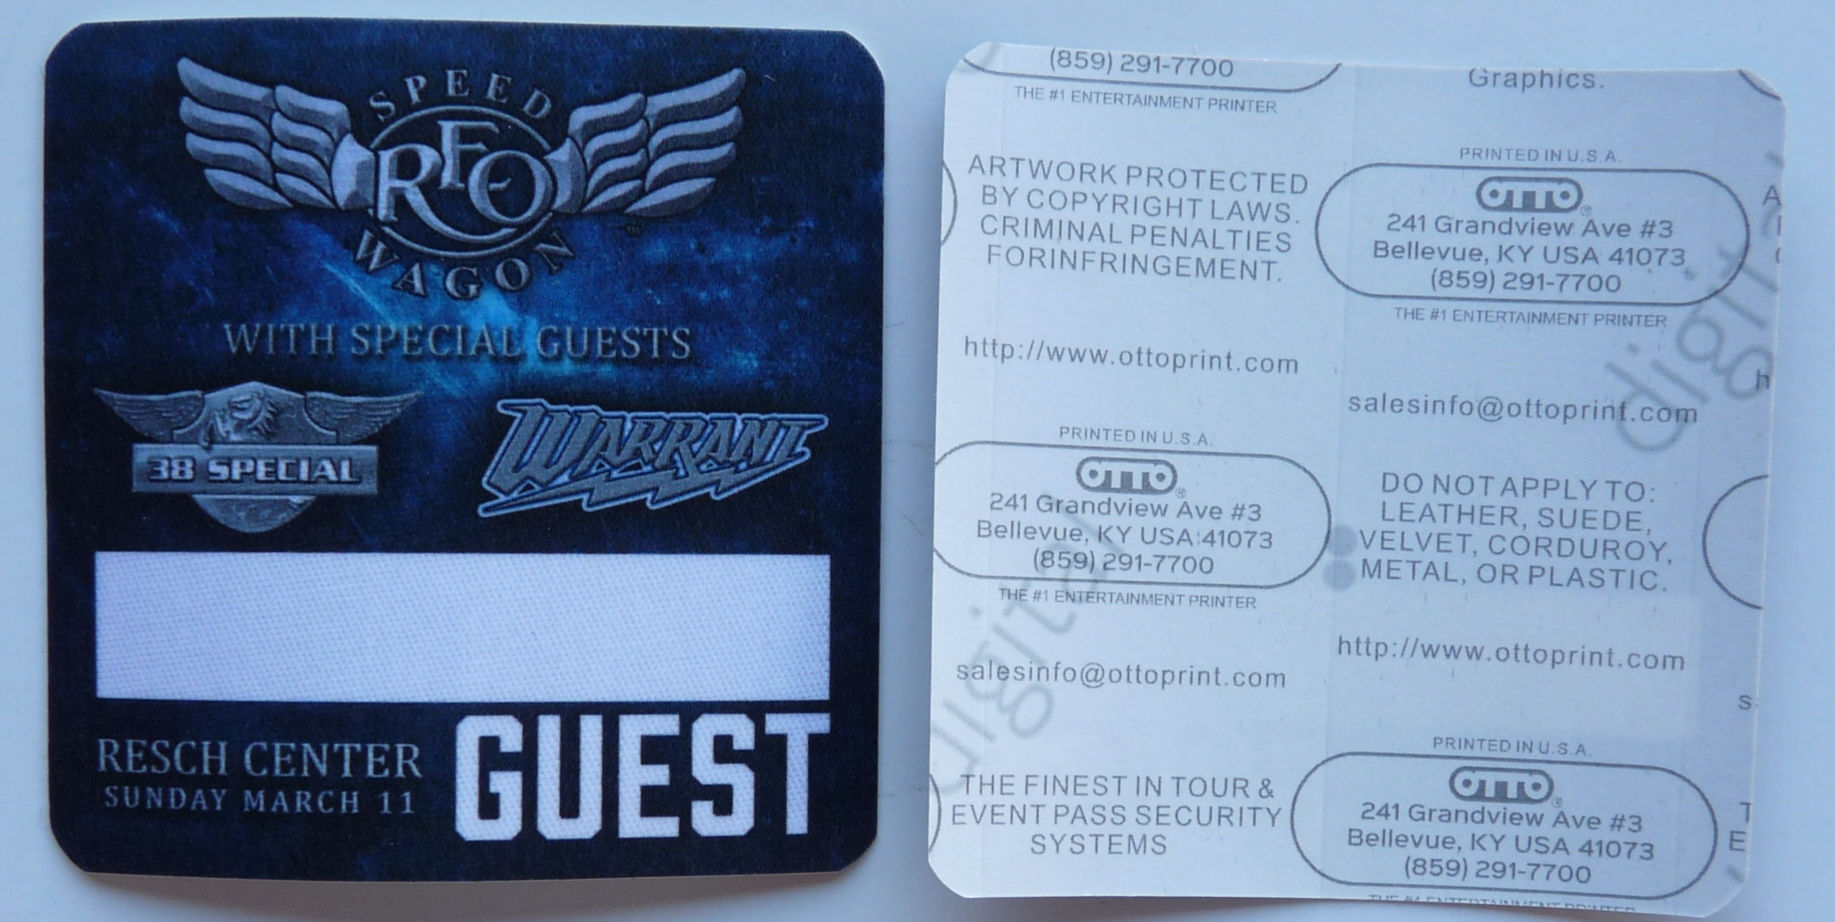 SPEED
REO
WAGON
WITH SPECIAL GUESTS
38 SPECIAL
WARRANT
RESCH CENTER
SUNDAY MARCH 11
GUEST
(859) 291-7700
THE #1 ENTERTAINMENT PRINTER
ARTWORK PROTECTED
BY COPYRIGHT LAWS.
CRIMINAL PENALTIES
FORINFRINGEMENT.
http://www.ottoprint.com
PRINTED IN U.S.A.
OTTO®
241 Grandview Ave #3
Bellevue, KY USA 41073
(859) 291-7700
THE #1 ENTERTAINMENT PRINTER
digital
salesinfo@ottoprint.com
THE FINEST IN TOUR &
EVENT PASS SECURITY
SYSTEMS
Graphics.
PRINTED IN U.S.A.
OTTO®
241 Grandview Ave #3
Bellevue, KY USA 41073
(859) 291-7700
THE #1 ENTERTAINMENT PRINTER
digit
salesinfo@ottoprint.com
DO NOT APPLY TO:
LEATHER, SUEDE,
VELVET, CORDUROY,
METAL, OR PLASTIC.
http://www.ottoprint.com
PRINTED IN U.S.A.
OTTO®
241 Grandview Ave #3
Bellevue, KY USA 41073
(859) 291-7700
THE #1 ENTERTAINMENT PRINTER